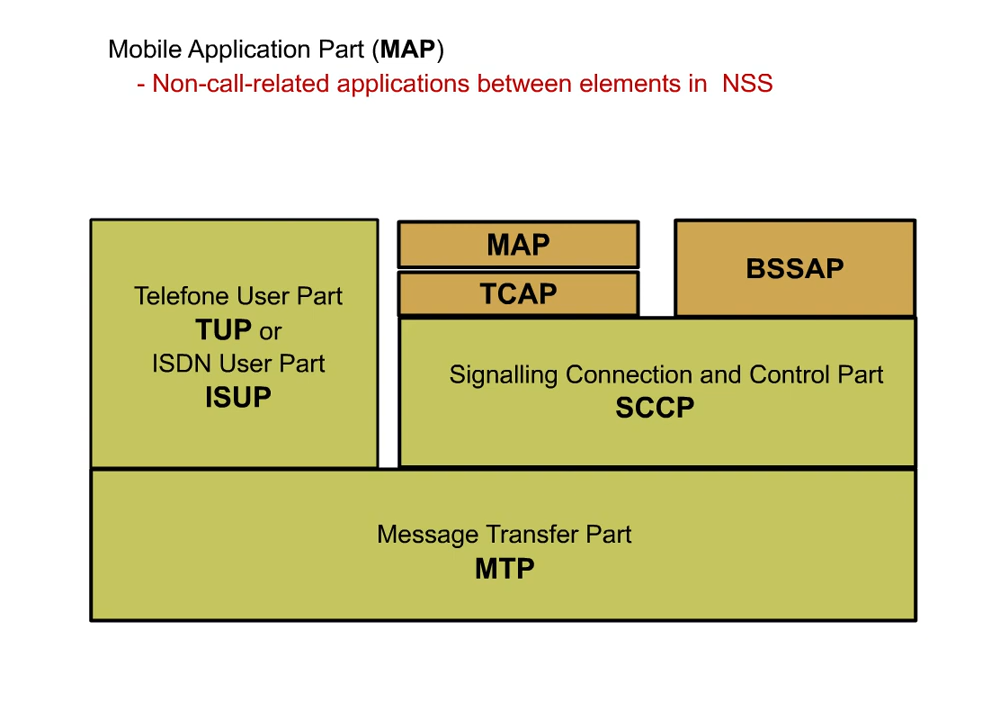 Mobile Application Part (MAP)
- Non-call-related applications between elements in NSS
Telefone User Part
TUP or
ISDN User Part
ISUP
MAP
TCAP
BSSAP
Signalling Connection and Control Part
SCCP
Message Transfer Part
MTP